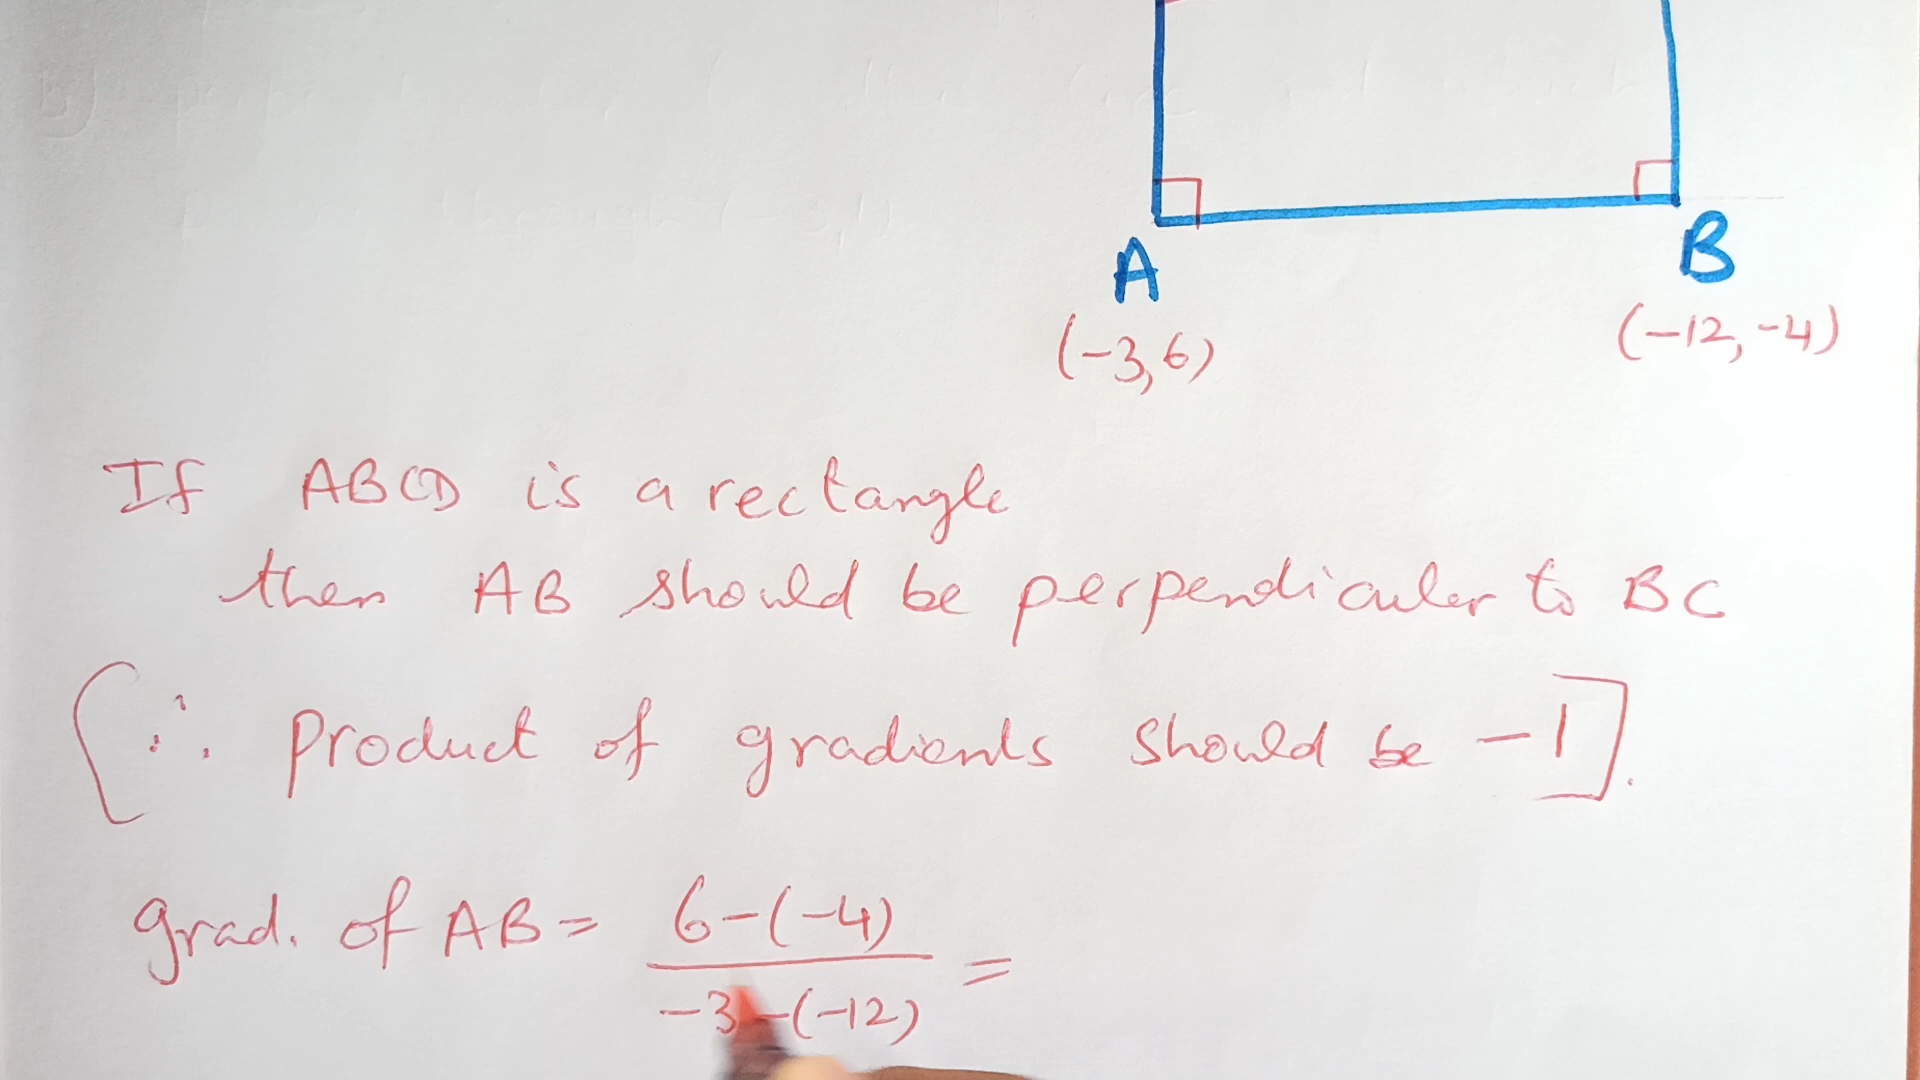 A
B
(-3,6)
(-12,-4)
If ABCD is a rectangle
then AB should be perpendicular to BC
[∴ product of gradients should be -1].
grad. of AB = 6-(-4) =
-3-(-12)